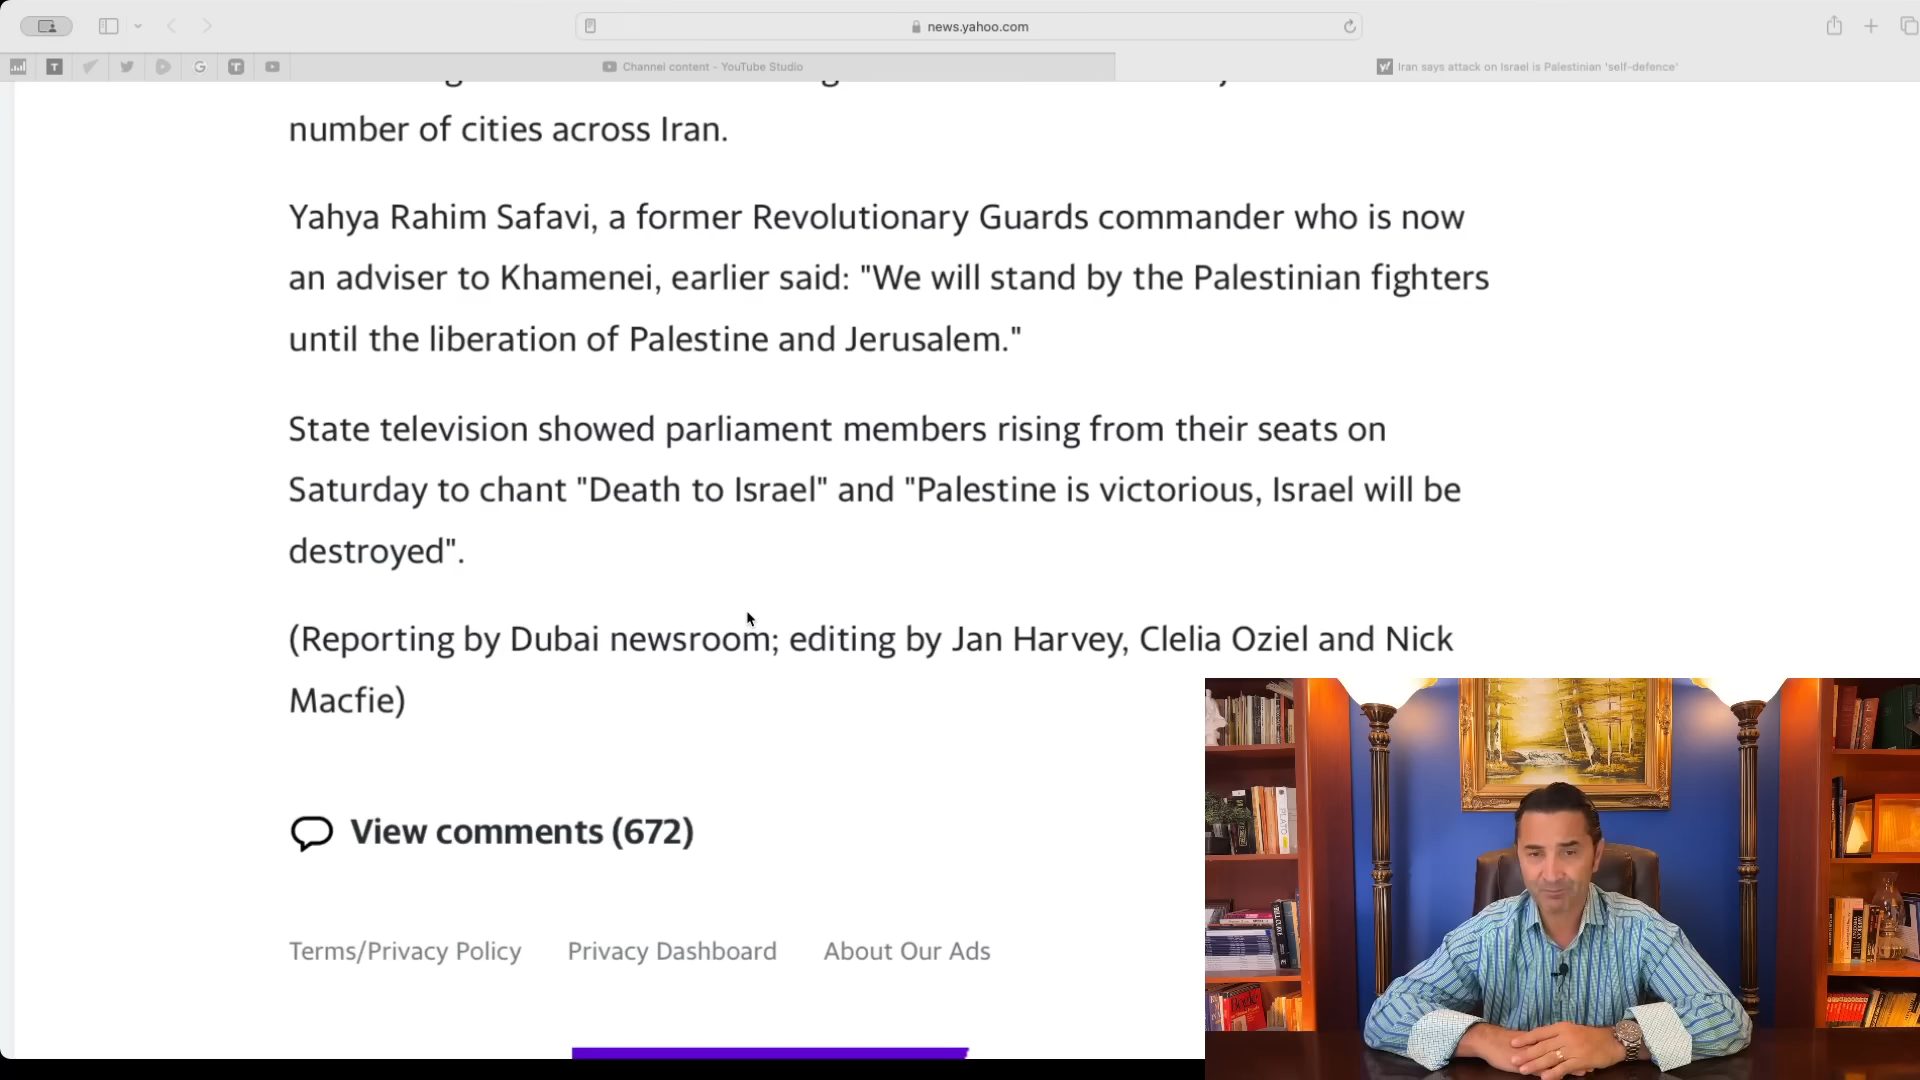 news.yahoo.com
Channel content - YouTube Studio
Iran says attack on Israel is Palestinian 'self-defence'
number of cities across Iran.
Yahya Rahim Safavi, a former Revolutionary Guards commander who is now
an adviser to Khamenei, earlier said: "We will stand by the Palestinian fighters
until the liberation of Palestine and Jerusalem."
State television showed parliament members rising from their seats on
Saturday to chant "Death to Israel" and "Palestine is victorious, Israel will be
destroyed".
(Reporting by Dubai newsroom; editing by Jan Harvey, Clelia Oziel and Nick
Macfie)
View comments (672)
Terms/Privacy Policy Privacy Dashboard About Our Ads
PLATO